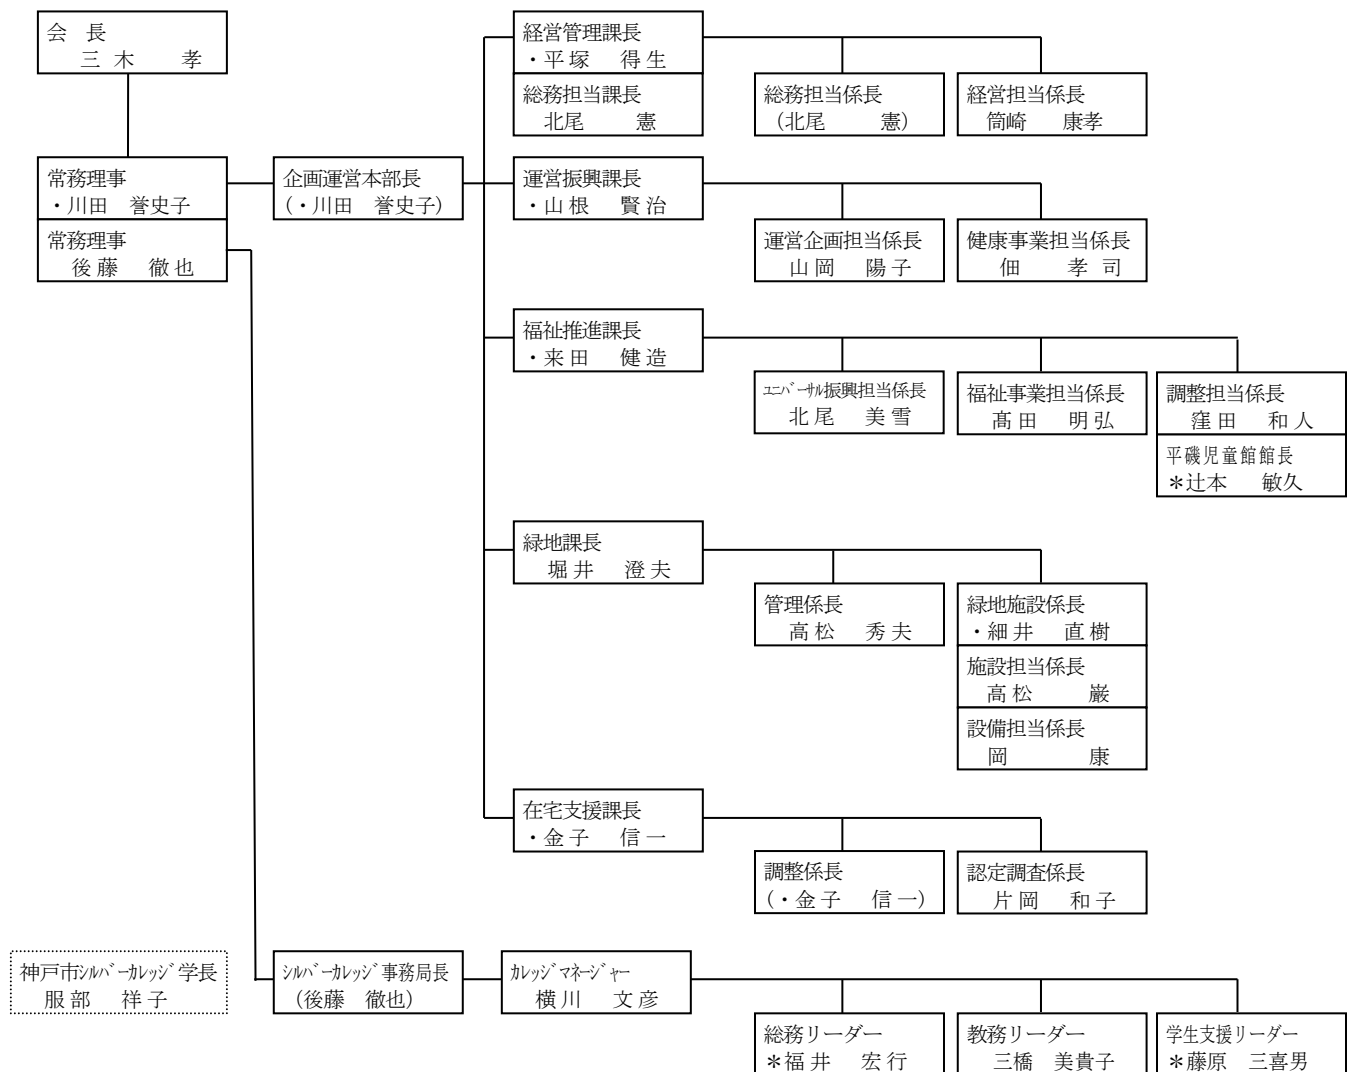 会　長
三　木　　　孝
常務理事
・川田　誉史子
常務理事
後藤　徹也
企画運営本部長
(・川田　誉史子)
経営管理課長
・平塚　得生
総務担当課長
北尾　　憲
総務担当係長
(北尾　　憲)
経営担当係長
筒崎　康孝
運営振興課長
・山根　賢治
運営企画担当係長
山岡　陽子
健康事業担当係長
佃　　孝司
福祉推進課長
・来田　健造
ﾕﾆﾊﾞｰｻﾙ振興担当係長
北尾　美雪
福祉事業担当係長
髙田　明弘
調整担当係長
窪田　和人
平磯児童館館長
＊辻本　敏久
緑地課長
堀井　澄夫
管理係長
高松　秀夫
緑地施設係長
・細井　直樹
施設担当係長
高松　　巌
設備担当係長
岡　　　康
在宅支援課長
・金子　信一
調整係長
(・金子　信一)
認定調査係長
片岡　和子
神戸市ｼﾙﾊﾞｰｶﾚｯｼﾞ学長
服部　祥子
ｼﾙﾊﾞｰｶﾚｯｼﾞ事務局長
(後藤　徹也)
ｶﾚｯｼﾞﾏﾈｰｼﾞｬｰ
横川　文彦
総務リーダー
＊福井　宏行
教務リーダー
三橋　美貴子
学生支援リーダー
＊藤原　三喜男